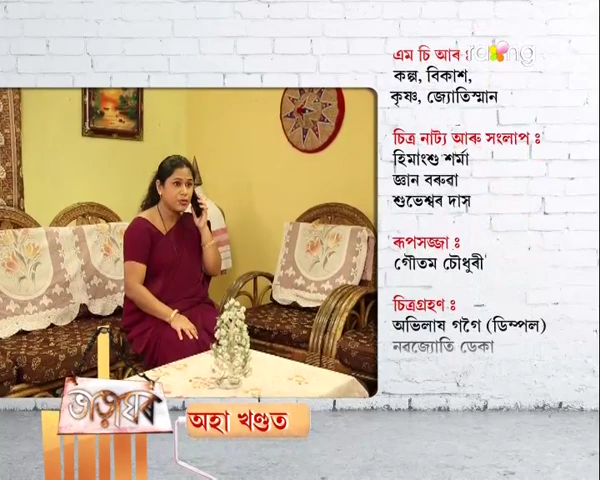 rang
এম চি আৰ :
কল্প, বিকাশ,
কৃষ্ণ, জ্যোতিস্মান
চিত্ৰ নাট্য আৰু সংলাপ :
হিমাংশু শৰ্মা
জ্ঞান বৰুৱা
শুভেশ্বৰ দাস
ৰূপসজ্জা :
গৌতম চৌধুৰী
চিত্ৰগ্ৰহণ :
অভিলাষ গগৈ (ডিম্পল)
নৱজ্যোতি ডেকা
ভাড়াঘৰ
অহা খণ্ডত